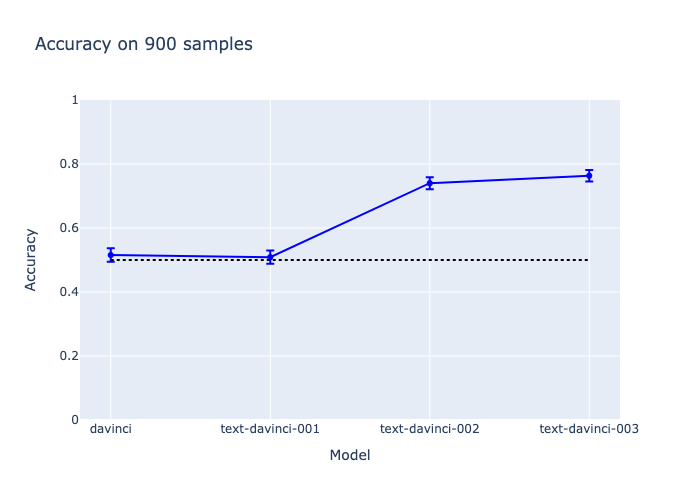 Accuracy on 900 samples
1
0.8
0.6
0.4
0.2
0
Accuracy
davinci
text-davinci-001
text-davinci-002
text-davinci-003
Model